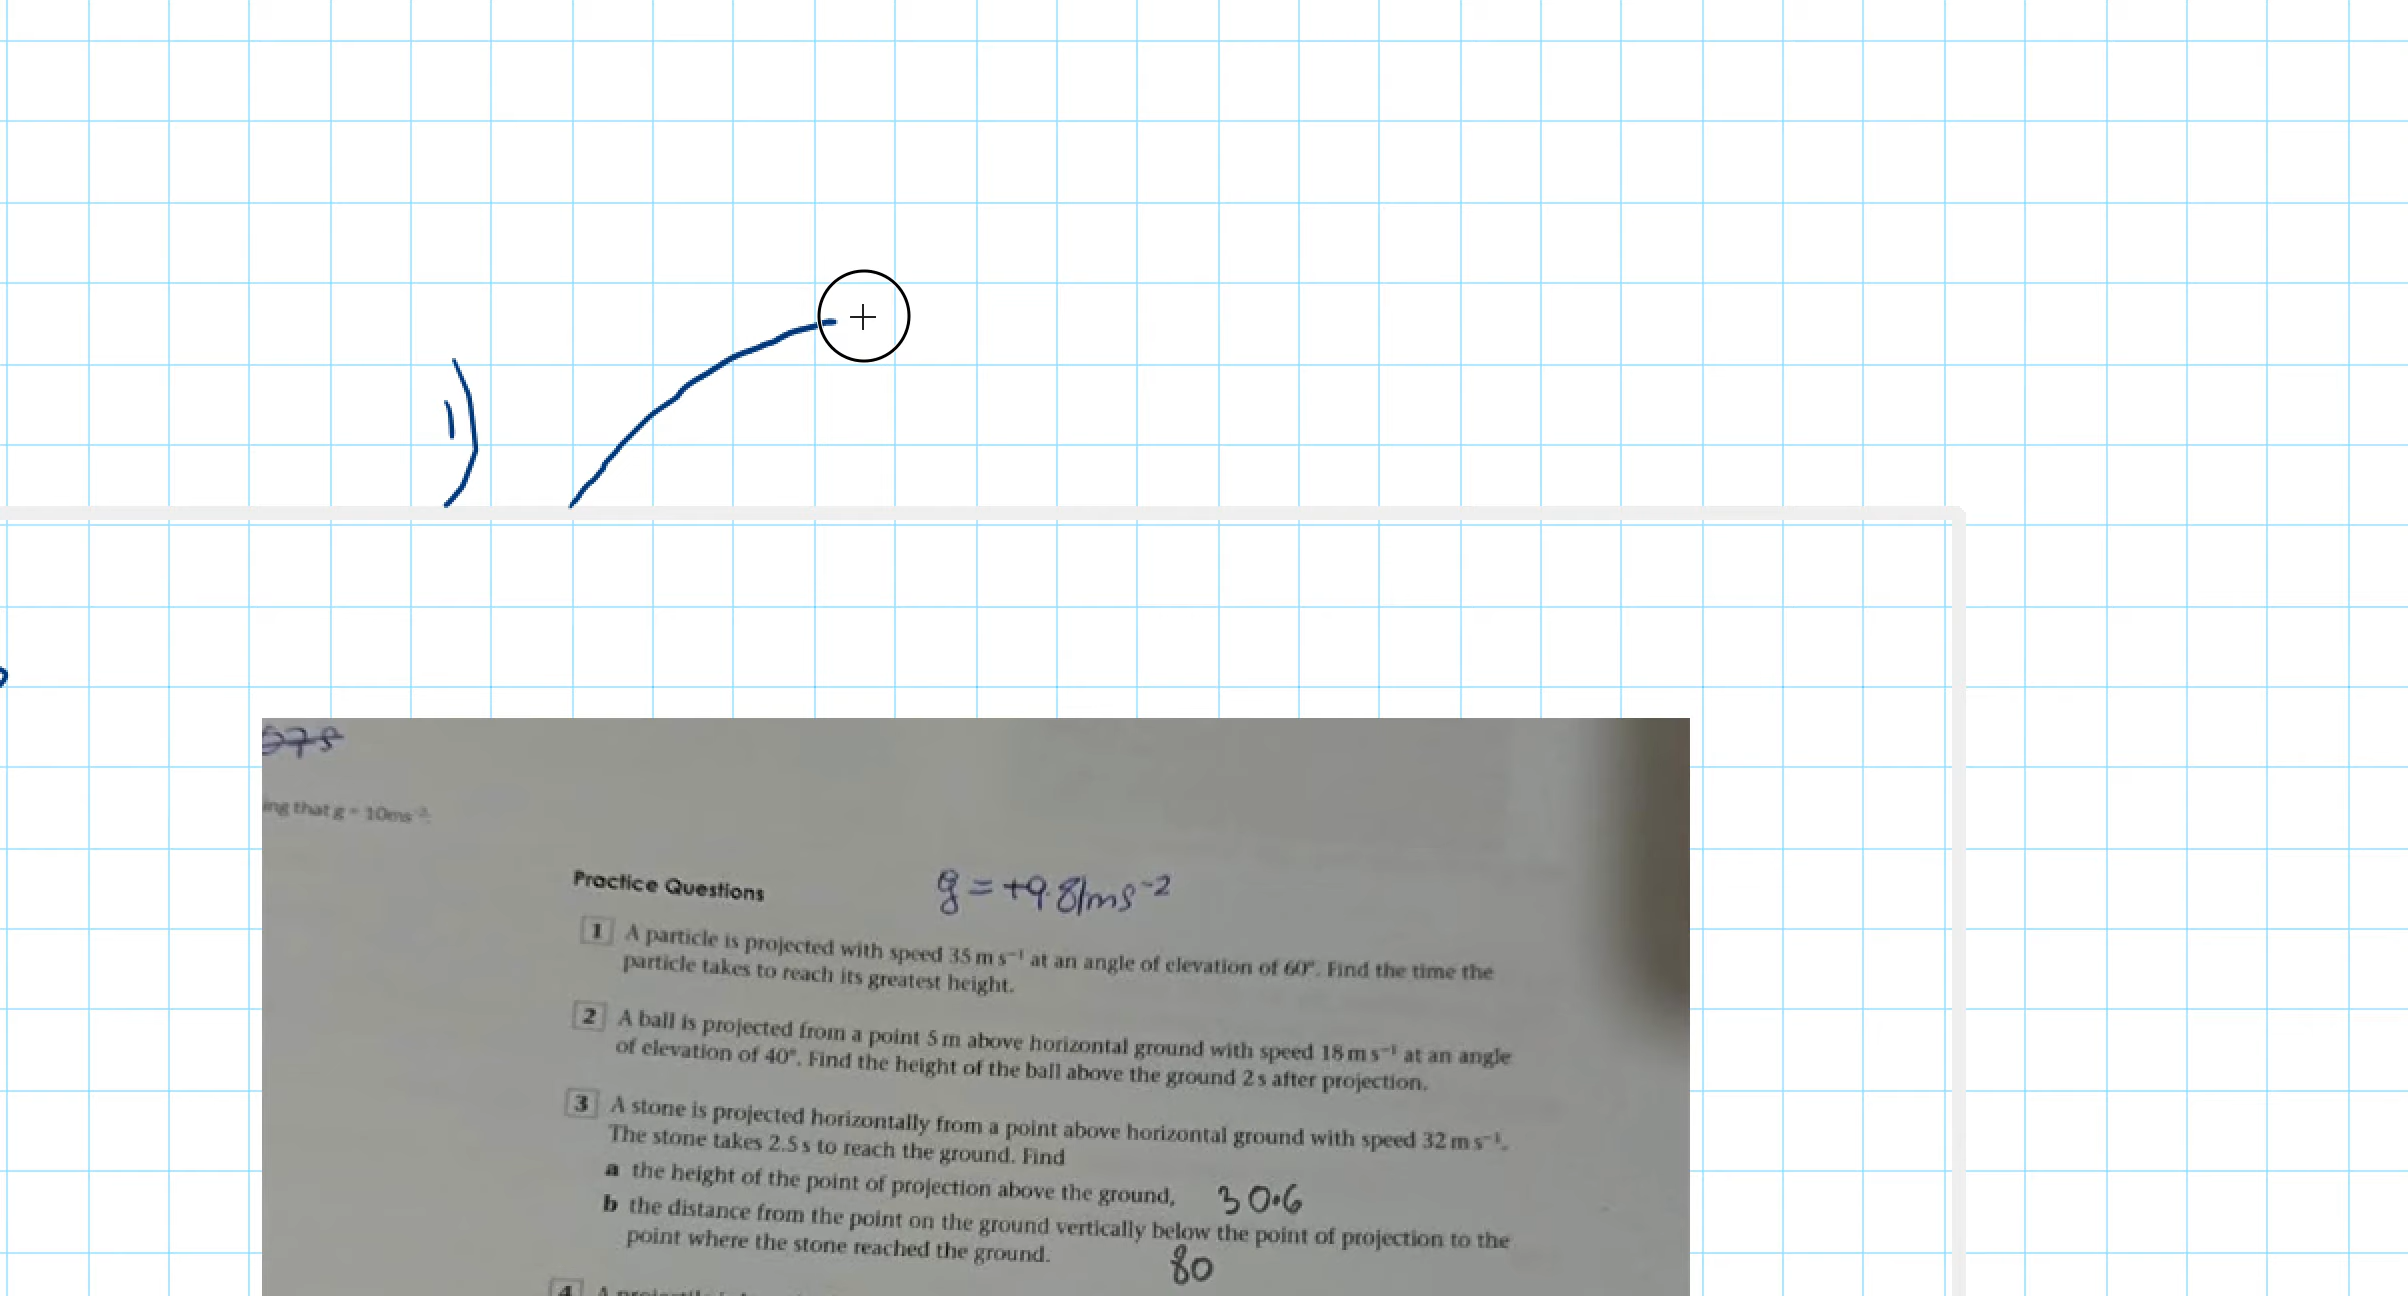 1)
ing that g = 10ms⁻².
Practice Questions
g = +9.81ms⁻²
1 A particle is projected with speed 35 m s⁻¹ at an angle of elevation of 60°. Find the time the
particle takes to reach its greatest height.
2 A ball is projected from a point 5 m above horizontal ground with speed 18 m s⁻¹ at an angle
of elevation of 40°. Find the height of the ball above the ground 2 s after projection.
3 A stone is projected horizontally from a point above horizontal ground with speed 32 m s⁻¹.
The stone takes 2.5 s to reach the ground. Find
a the height of the point of projection above the ground, 30.6
b the distance from the point on the ground vertically below the point of projection to the
point where the stone reached the ground. 80
4 A